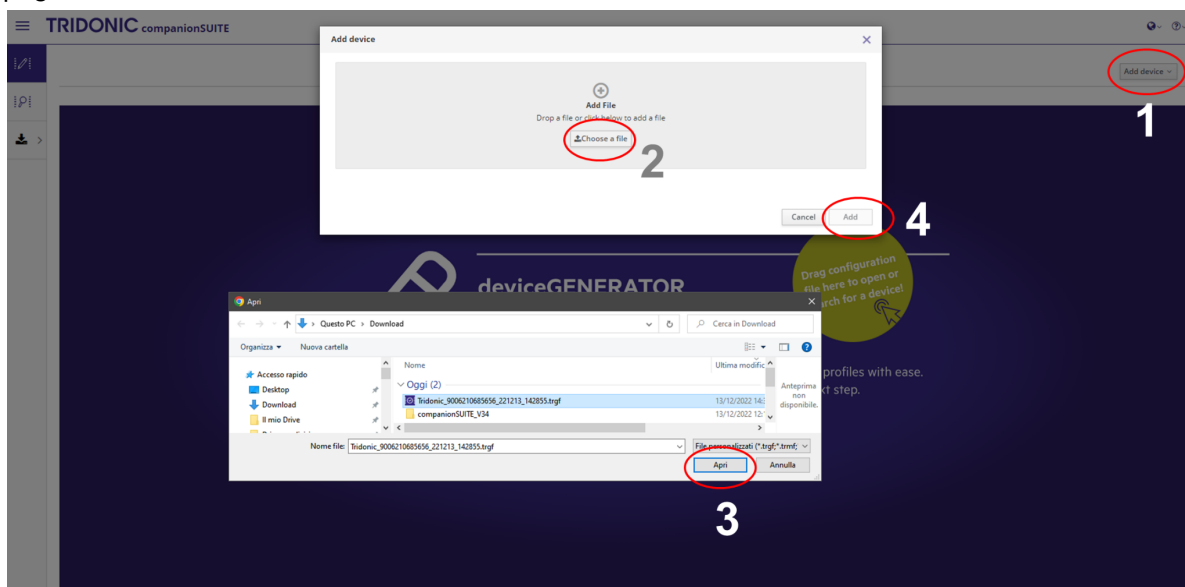 TRIDONIC companionSUITE
Add device
Add device
1
Add File
Drop a file or click below to add a file
Choose a file
2
Cancel
Add
4
deviceGENERATOR
Drag configuration
file here to open or
search for a device!
profiles with ease.
step.
Apri
Questo PC > Download
Cerca in Download
Organizza
Nuova cartella
Nome
Ultima modific
Accesso rapido
Desktop
Download
Il mio Drive
Oggi (2)
Tridonic_9006210685656_221213_142855.trgf
13/12/2022 14:
companionSUITE_V34
13/12/2022 12:
Anteprima
non
disponibile.
Nome file:
Tridonic_9006210685656_221213_142855.trgf
File personalizzati (*.trgf;*.trmf;
Apri
Annulla
3